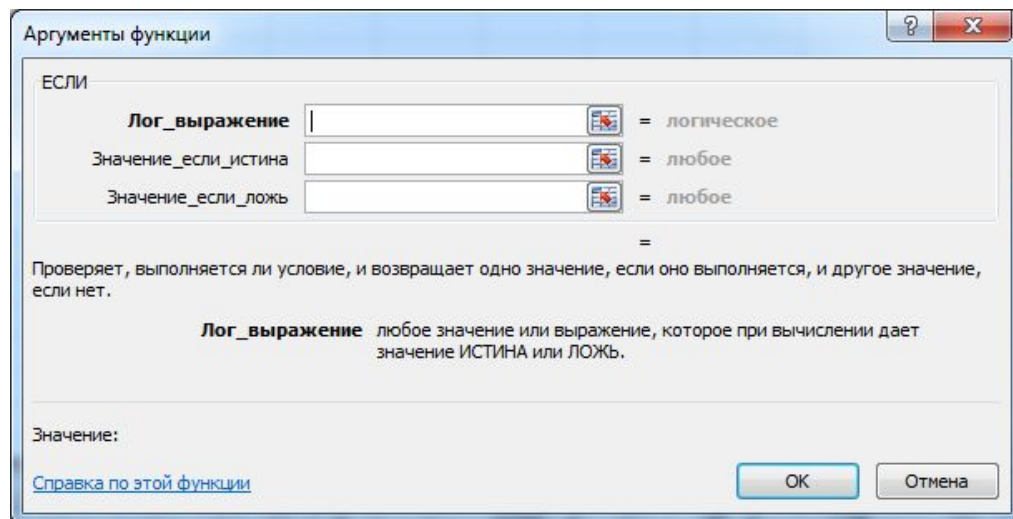 Аргументы функции
ЕСЛИ
Лог_выражение = логическое
Значение_если_истина = любое
Значение_если_ложь = любое
=
Проверяет, выполняется ли условие, и возвращает одно значение, если оно выполняется, и другое значение,
если нет.
Лог_выражение любое значение или выражение, которое при вычислении дает
значение ИСТИНА или ЛОЖЬ.
Значение:
Справка по этой функции
ОК
Отмена